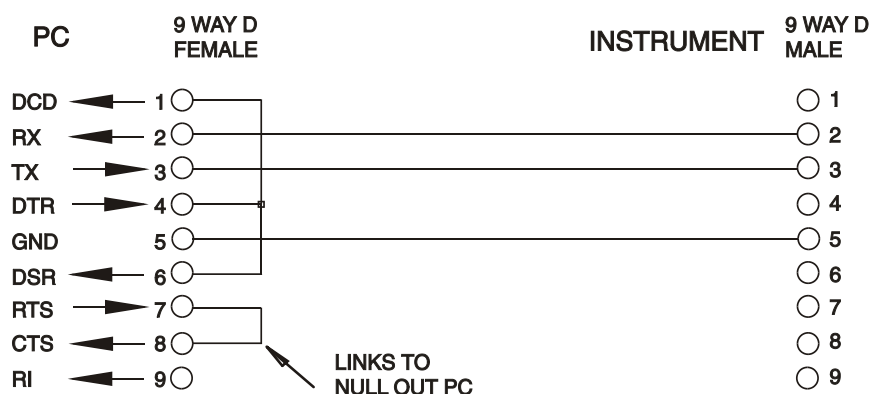 PC
9 WAY D
FEMALE
INSTRUMENT
9 WAY D
MALE
DCD 1 1
RX 2 2
TX 3 3
DTR 4 4
GND 5 5
DSR 6 6
RTS 7 7
CTS 8 8
RI 9 9
LINKS TO
NULL OUT PC